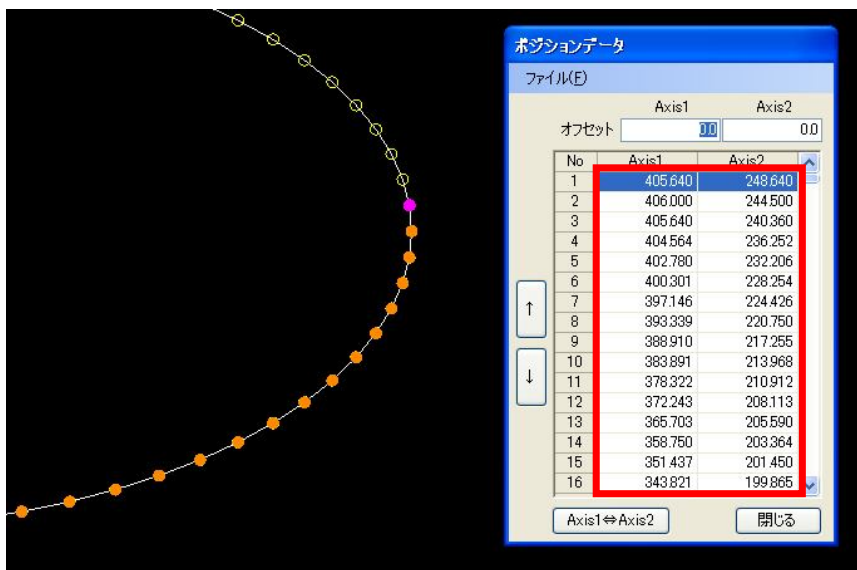 ポジションデータ
ファイル(F)
Axis1 Axis2
オフセット 0.0 0.0
No Axis1 Axis2
1 405.640 248.640
2 406.000 244.500
3 405.640 240.360
4 404.564 236.252
5 402.780 232.206
6 400.301 228.254
7 397.146 224.426
8 393.339 220.750
9 388.910 217.255
10 383.891 213.968
11 378.322 210.912
12 372.243 208.113
13 365.703 205.590
14 358.750 203.364
15 351.437 201.450
16 343.821 199.865
↑
↓
Axis1⇔Axis2 閉じる